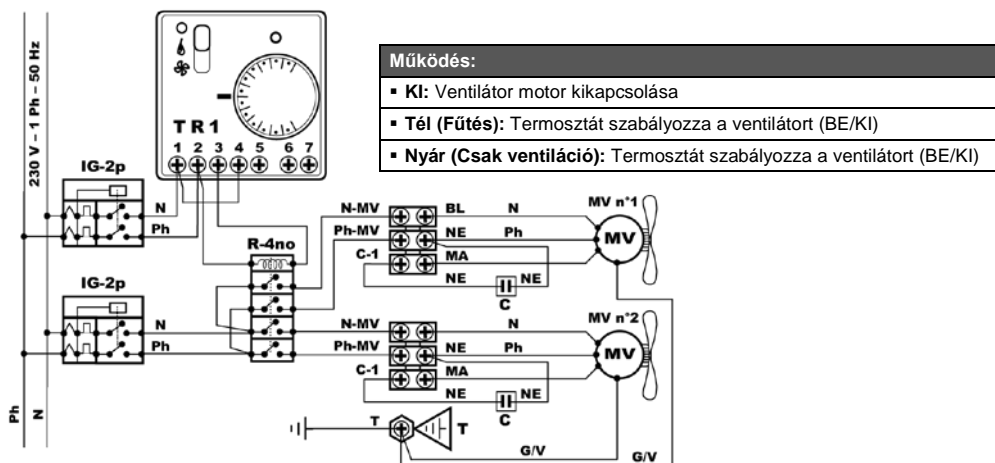 230 V – 1 Ph – 50 Hz
TR1
1 2 3 4 5 6 7
Működés:
▪ KI: Ventilátor motor kikapcsolása
▪ Tél (Fűtés): Termosztát szabályozza a ventilátort (BE/KI)
▪ Nyár (Csak ventiláció): Termosztát szabályozza a ventilátort (BE/KI)
IG-2p
N
Ph
R-4no
N-MV BL N MV n°1
Ph-MV NE Ph MV
C-1 MA
NE NE
C
IG-2p
N
Ph
N-MV N MV n°2
Ph-MV NE Ph MV
C-1 MA
NE NE
C
T T
G/V G/V
Ph N